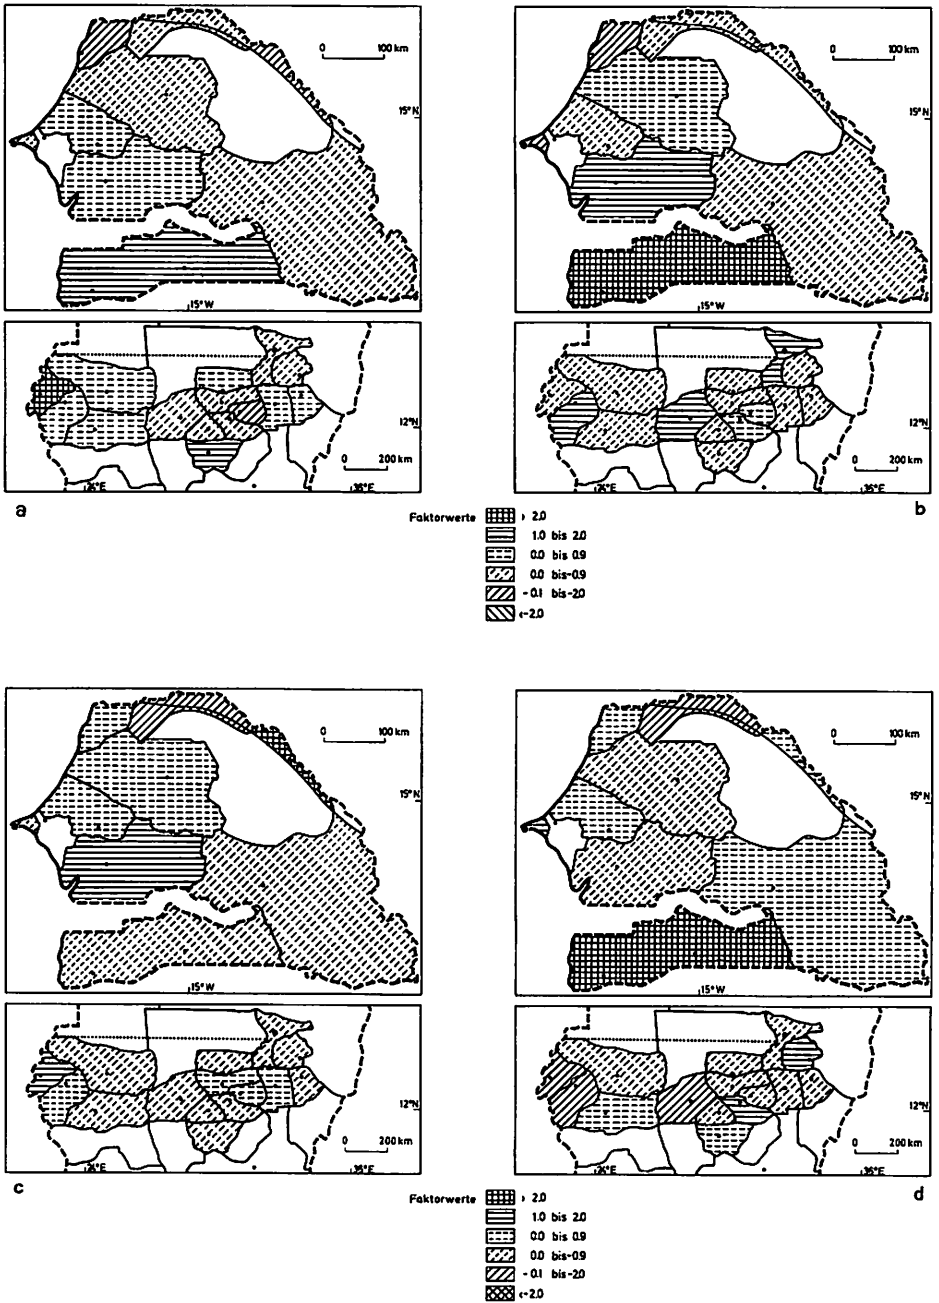 0 100 km
15° N
15° W
12°N
0 200 km
26°E
36°E
a
0 100 km
15° N
15° W
12°N
0 200 km
26°E
36°E
b
Faktorwerte
› 2.0
1.0 bis 2.0
0.0 bis 0.9
0.0 bis-0.9
- 0.1 bis-2.0
‹-2.0
0 100 km
15° N
15° W
12°N
0 200 km
26°E
36°E
c
0 100 km
15° N
15° W
12°N
0 200 km
26°E
36°E
d
Faktorwerte
› 2.0
1.0 bis 2.0
0.0 bis 0.9
0.0 bis-0.9
- 0.1 bis-2.0
‹-2.0